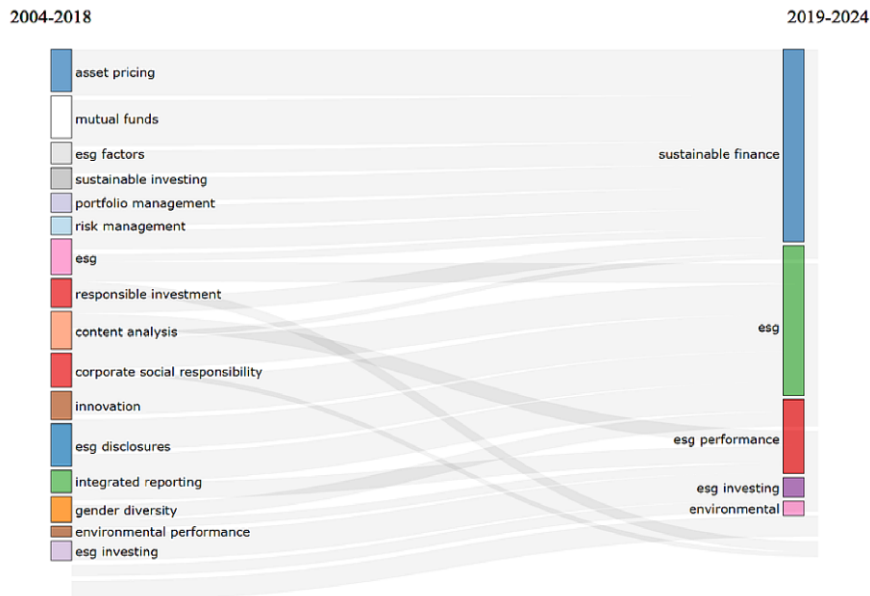 2004-2018
2019-2024
asset pricing
mutual funds
esg factors
sustainable investing
portfolio management
risk management
esg
responsible investment
content analysis
corporate social responsibility
innovation
esg disclosures
integrated reporting
gender diversity
environmental performance
esg investing
sustainable finance
esg
esg performance
esg investing
environmental